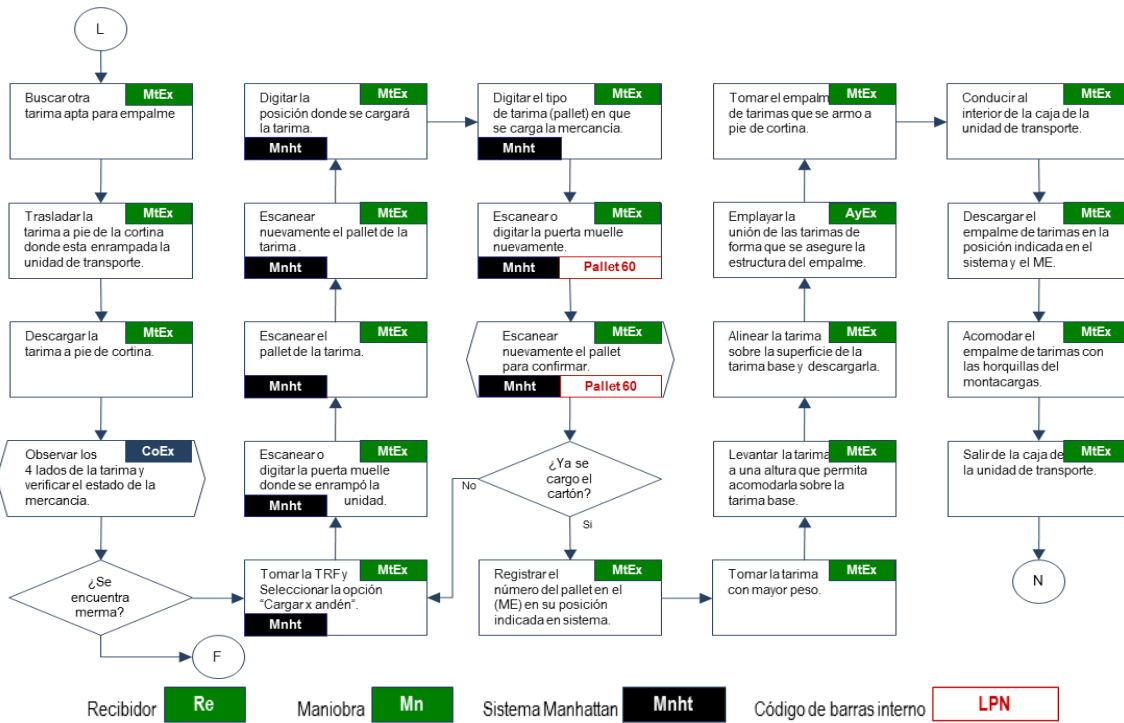 L
MtEx
Buscar otra
tarima apta para empalme
MtEx
Trasladar la
tarima a pie de la cortina
donde esta enrampada la
unidad de transporte.
MtEx
Descargar la
tarima a pie de cortina.
CoEx
Observar los
4 lados de la tarima y
verificar el estado de la
mercancía.
¿Se
encuentra
merma?
F
MtEx
Tomar la TRF y
Seleccionar la opción
“Cargar x andén”.
Mnht
MtEx
Escanear o
digitar la puerta muelle
donde se enrampó la
unidad.
Mnht
MtEx
Escanear el
pallet de la tarima.
Mnht
MtEx
Escanear
nuevamente el pallet de la
tarima.
Mnht
MtEx
Digitar la
posición donde se cargará
la tarima.
Mnht
MtEx
Digitar el tipo
de tarima (pallet) en que
se carga la mercancía.
Mnht
MtEx
Escanear o
digitar la puerta muelle
nuevamente.
Mnht
Pallet 60
MtEx
Escanear
nuevamente el pallet
para confirmar.
Mnht
Pallet 60
¿Ya se
cargo el
cartón?
No
Si
MtEx
Registrar el
número del pallet en el
(ME) en su posición
indicada en sistema.
MtEx
Tomar la tarima
con mayor peso.
MtEx
Levantar la tarima
a una altura que permita
acomodarla sobre la
tarima base.
MtEx
Alinear la tarima
sobre la superficie de la
tarima base y descargarla.
AyEx
Emplayar la
unión de las tarimas de
forma que se asegure la
estructura del empalme.
MtEx
Tomar el empalm
de tarimas que se armo a
pie de cortina.
MtEx
Conducir al
interior de la caja de la
unidad de transporte.
MtEx
Descargar el
empalme de tarimas en la
posición indicada en el
sistema y el ME.
MtEx
Acomodar el
empalme de tarimas con
las horquillas del
montacargas.
MtEx
Salir de la caja de
la unidad de transporte.
N
Recibidor Re Maniobra Mn Sistema Manhattan Mnht Código de barras interno LPN